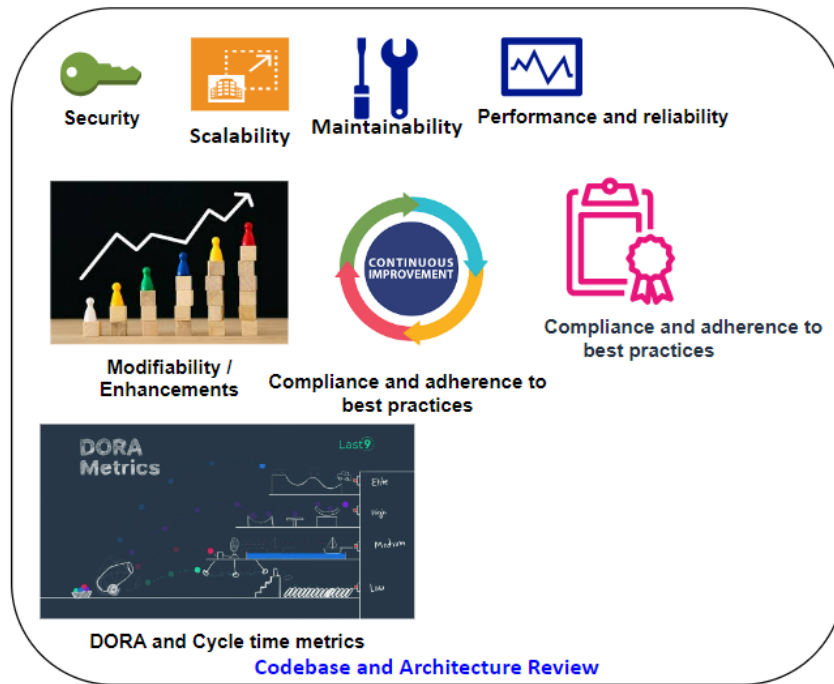 Security
Scalability
Maintainability
Performance and reliability
CONTINUOUS
IMPROVEMENT
Modifiability /
Enhancements
Compliance and adherence to
best practices
Compliance and adherence to
best practices
DORA
Metrics
Last9
Elite
High
Medium
Low
DORA and Cycle time metrics
Codebase and Architecture Review